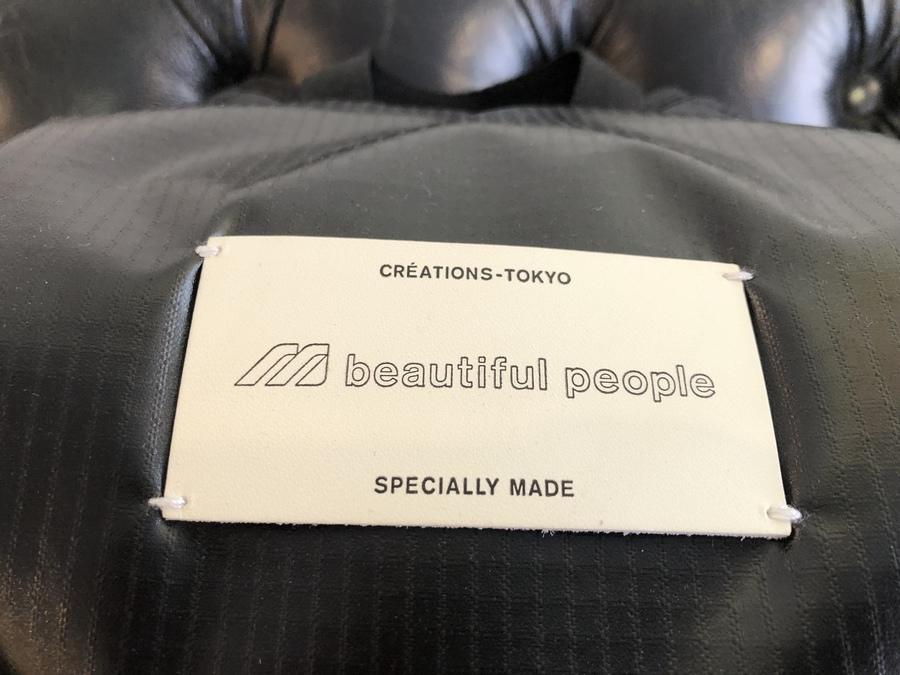 CRÉATIONS-TOKYO
beautiful people
SPECIALLY MADE